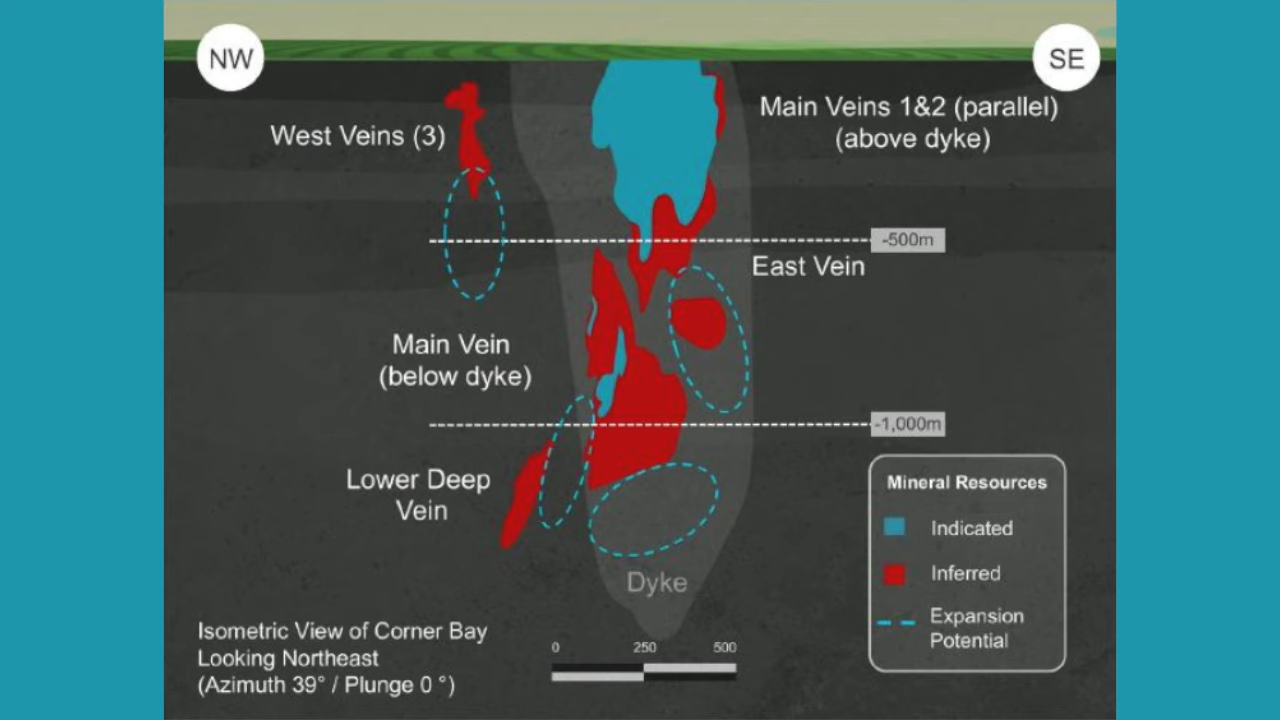 NW
SE
West Veins (3)
Main Veins 1&2 (parallel)
(above dyke)
-500m
East Vein
Main Vein
(below dyke)
-1,000m
Lower Deep
Vein
Mineral Resources
Indicated
Inferred
Expansion
Potential
Dyke
Isometric View of Corner Bay
Looking Northeast
(Azimuth 39° / Plunge 0 °)
0 250 500